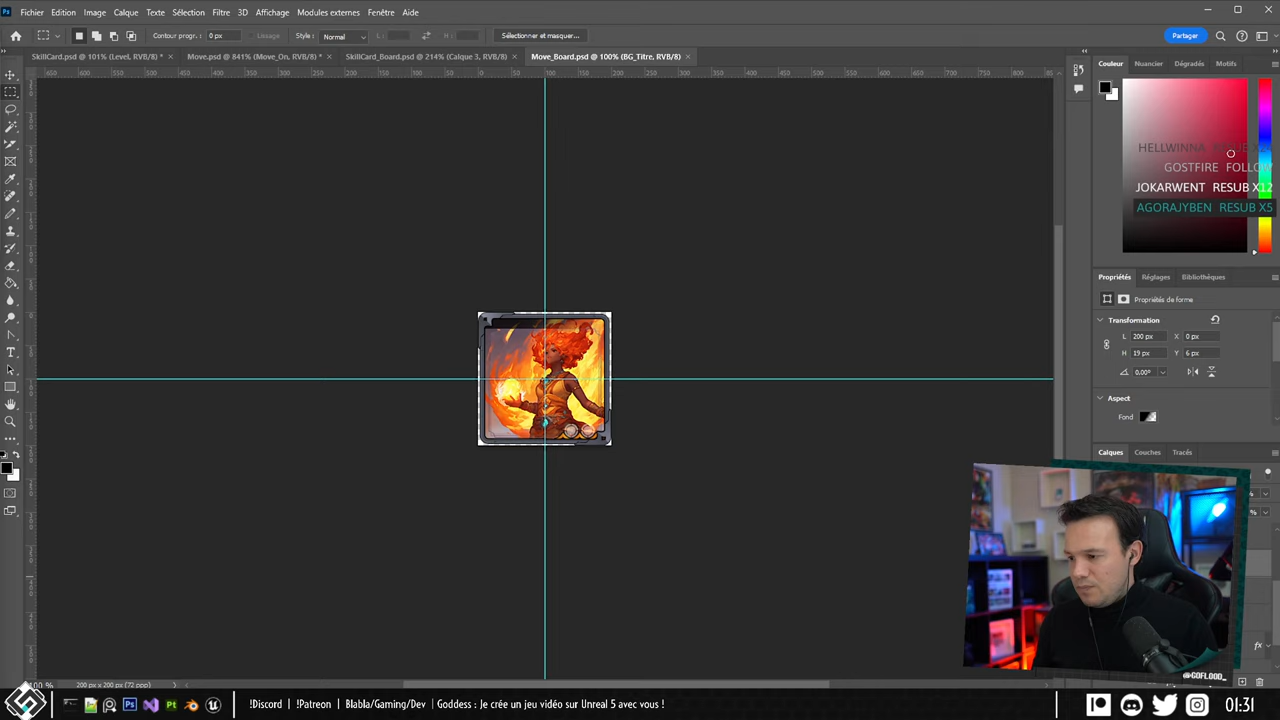 Fichier Edition Image Calque Texte Sélection Filtre 3D Affichage Modules externes Fenêtre Aide
Contour progr. : 0 px Lissage Style : Normal L. : H. : Sélectionner et masquer...
Partager
SkillCard.psd @ 101% (Level, RVB/8) * × Move.psd @ 841% (Move_On, RVB/8) * × SkillCard_Board.psd @ 214% (Calque 3, RVB/8) × Move_Board.psd @ 100% (BG_Titre, RVB/8) ×
Couleur Nuancier Dégradés Motifs
HELLWINNA
GOSTFIRE FOLLOW
JOKARWENT RESUB X12
AGORAJYBEN RESUB X5
Propriétés Réglages Bibliothèques
Propriétés de forme
Transformation
L 200 px X 0 px
H 19 px Y 6 px
0,00°
Aspect
Fond
Calques Couches Tracés
fx
200 px x 200 px (72 ppp)
@GOFLOOD_
!Discord / !Patreon / Blabla/Gaming/Dev / Goddess : Je crée un jeu vidéo sur Unreal 5 avec vous !
01:31